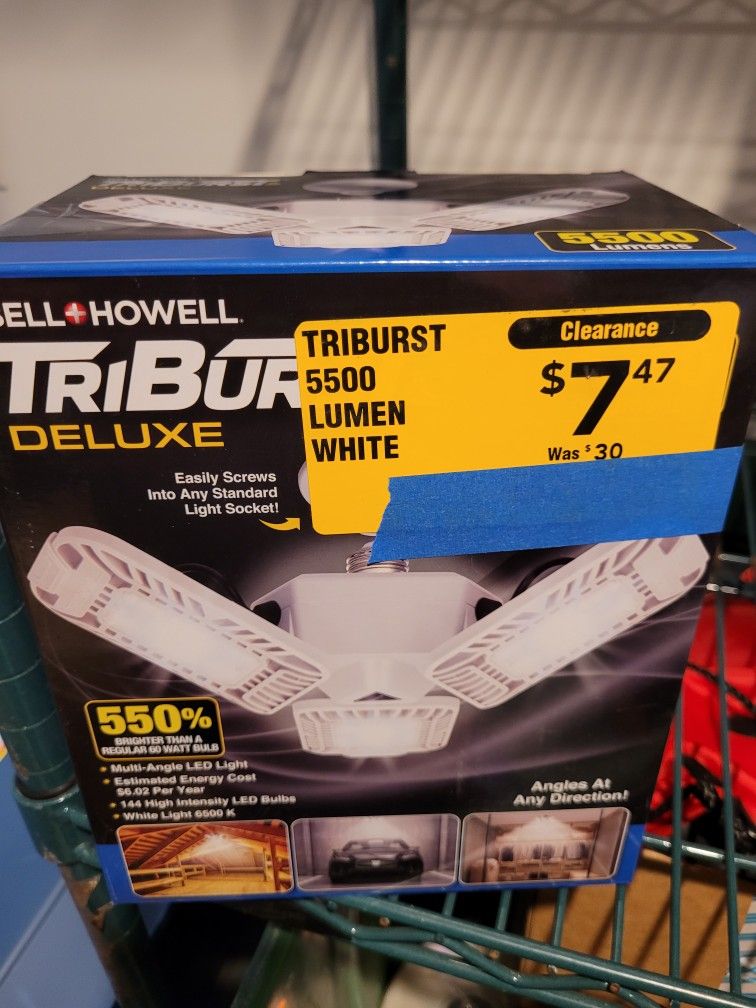 5500
Lumens
BELL+HOWELL
TRIBUR
DELUXE
TRIBURST
5500
LUMEN
WHITE
Clearance
$7 47
Was $30
Easily Screws
Into Any Standard
Light Socket!
550%
BRIGHTER THAN A
REGULAR 60 WATT BULB
• Multi-Angle LED Light
• Estimated Energy Cost
$6.02 Per Year
• 144 High Intensity LED Bulbs
• White Light 6500 K
Angles At
Any Direction!